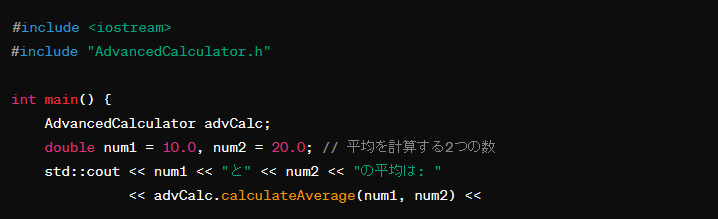 #include <iostream>
#include "AdvancedCalculator.h"
int main() {
AdvancedCalculator advCalc;
double num1 = 10.0, num2 = 20.0; // 平均を計算する2つの数
std::cout << num1 << "と" << num2 << "の平均は: "
<< advCalc.calculateAverage(num1, num2) <<